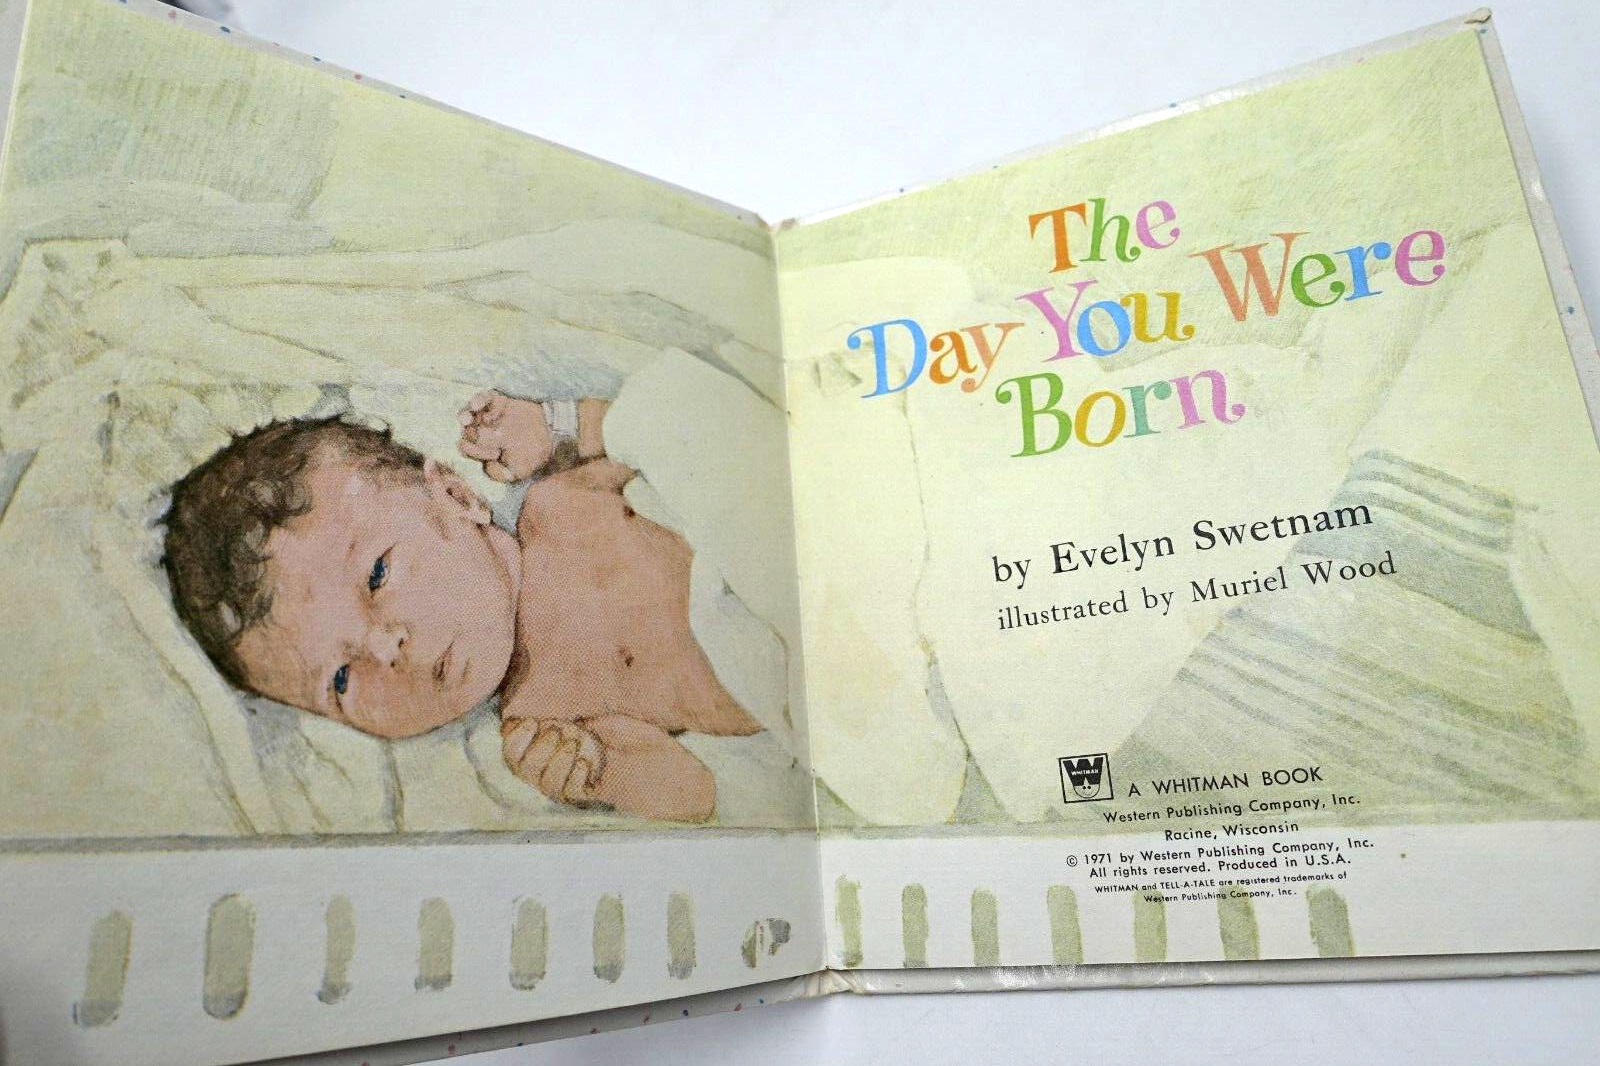 The
Day You Were
Born
by Evelyn Swetnam
illustrated by Muriel Wood
WHITMAN
A WHITMAN BOOK
Western Publishing Company, Inc.
Racine, Wisconsin
© 1971 by Western Publishing Company, Inc.
All rights reserved. Produced in U.S.A.
WHITMAN and TELL-A-TALE are registered trademarks of
Western Publishing Company, Inc.